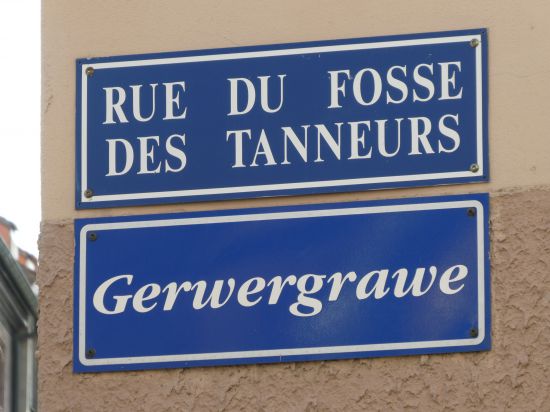 RUE DU FOSSE
DES TANNEURS
Gerwergrawe